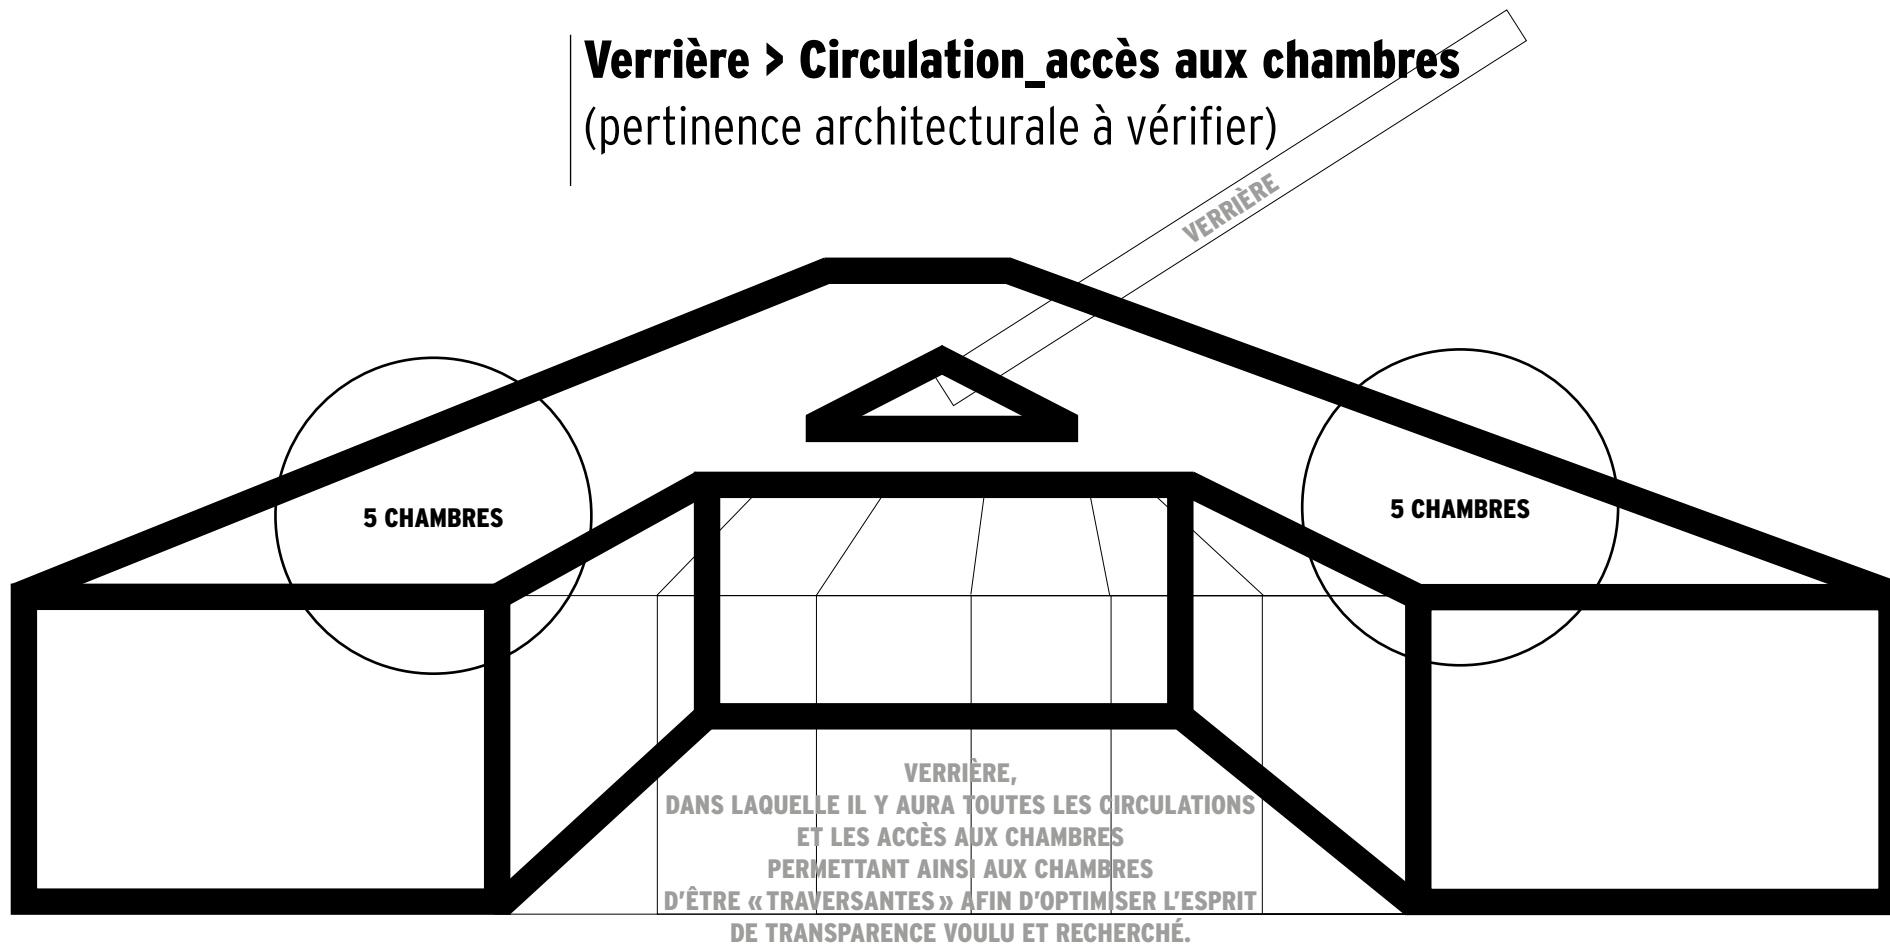 Verrière > Circulation_accès aux chambres
(pertinence architecturale à vérifier)
VERRIÈRE
5 CHAMBRES
5 CHAMBRES
VERRIÈRE,
DANS LAQUELLE IL Y AURA TOUTES LES CIRCULATIONS
ET LES ACCÈS AUX CHAMBRES
PERMETTANT AINSI AUX CHAMBRES
D'ÊTRE « TRAVERSANTES » AFIN D'OPTIMISER L'ESPRIT
DE TRANSPARENCE VOULU ET RECHERCHÉ.